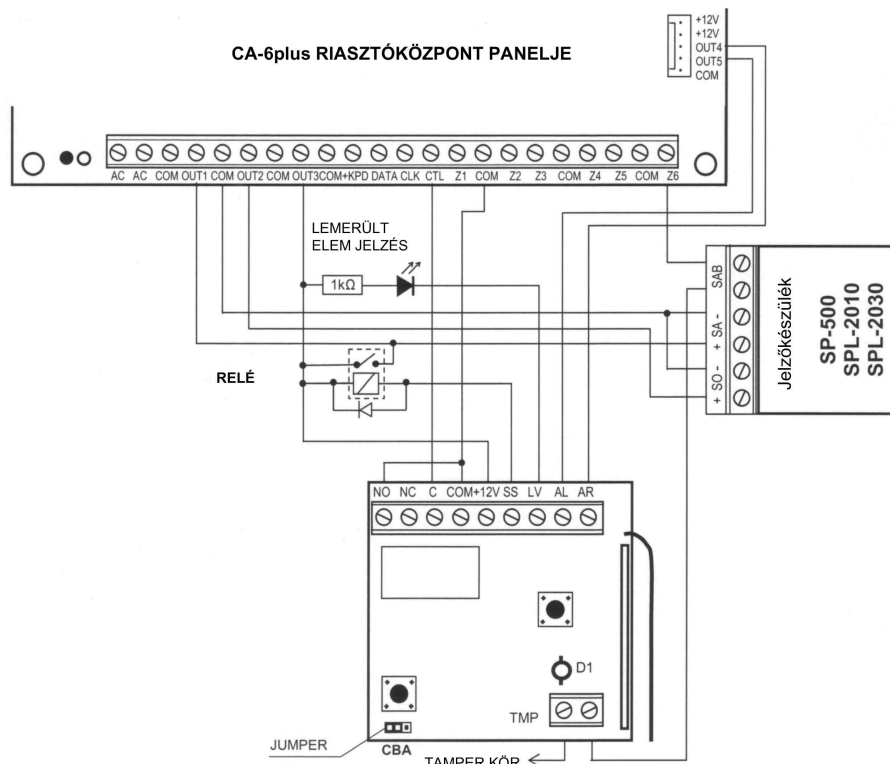 CA-6plus RIASZTÓKÖZPONT PANELJE
+12V
+12V
OUT4
OUT5
COM
AC AC COM OUT1 COM OUT2 COM OUT3COM+KPD DATA CLK CTL Z1 COM Z2 Z3 COM Z4 Z5 COM Z6
LEMERÜLT
ELEM JELZÉS
1kΩ
RELÉ
SAB
- SA +
- SO +
Jelzőkészülék
SP-500
SPL-2010
SPL-2030
NO NC C COM+12V SS LV AL AR
D1
TMP
JUMPER
CBA
TAMPER KÖR